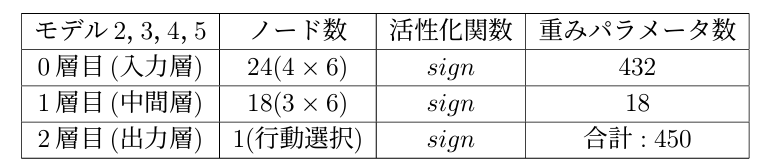 モデル 2, 3, 4, 5 ノード数 活性化関数 重みパラメータ数
0 層目 (入力層) 24(4 × 6) sign 432
1 層目 (中間層) 18(3 × 6) sign 18
2 層目 (出力層) 1(行動選択) sign 合計 : 450